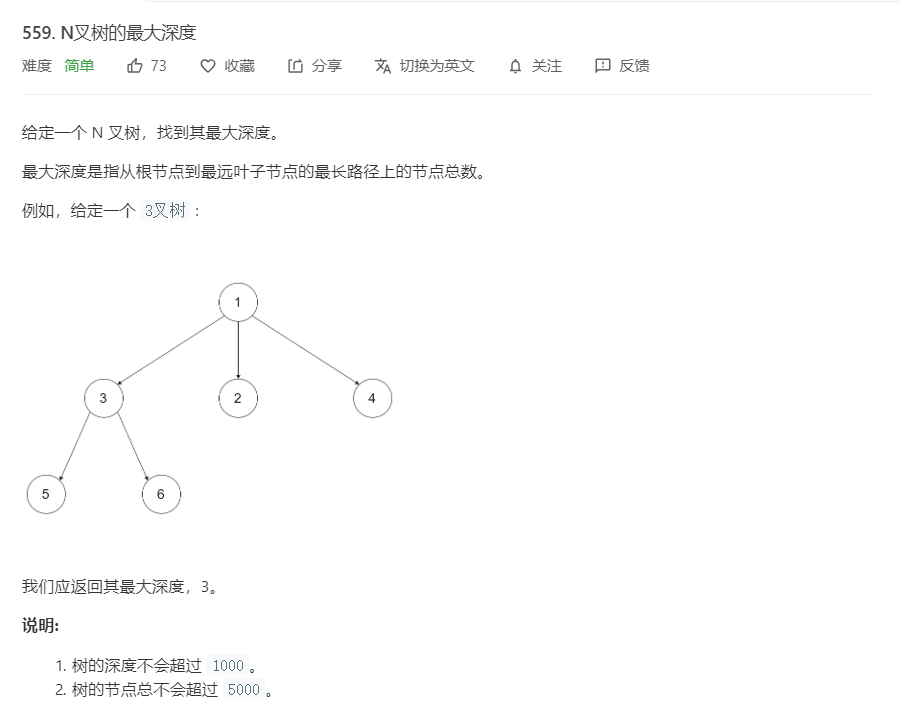 559. N叉树的最大深度
难度 简单 73 收藏 分享 切换为英文 关注 反馈
给定一个 N 叉树，找到其最大深度。
最大深度是指从根节点到最远叶子节点的最长路径上的节点总数。
例如，给定一个 3叉树 :
1
3 2 4
5 6
我们应返回其最大深度，3。
说明:
1. 树的深度不会超过 1000 。
2. 树的节点总不会超过 5000 。